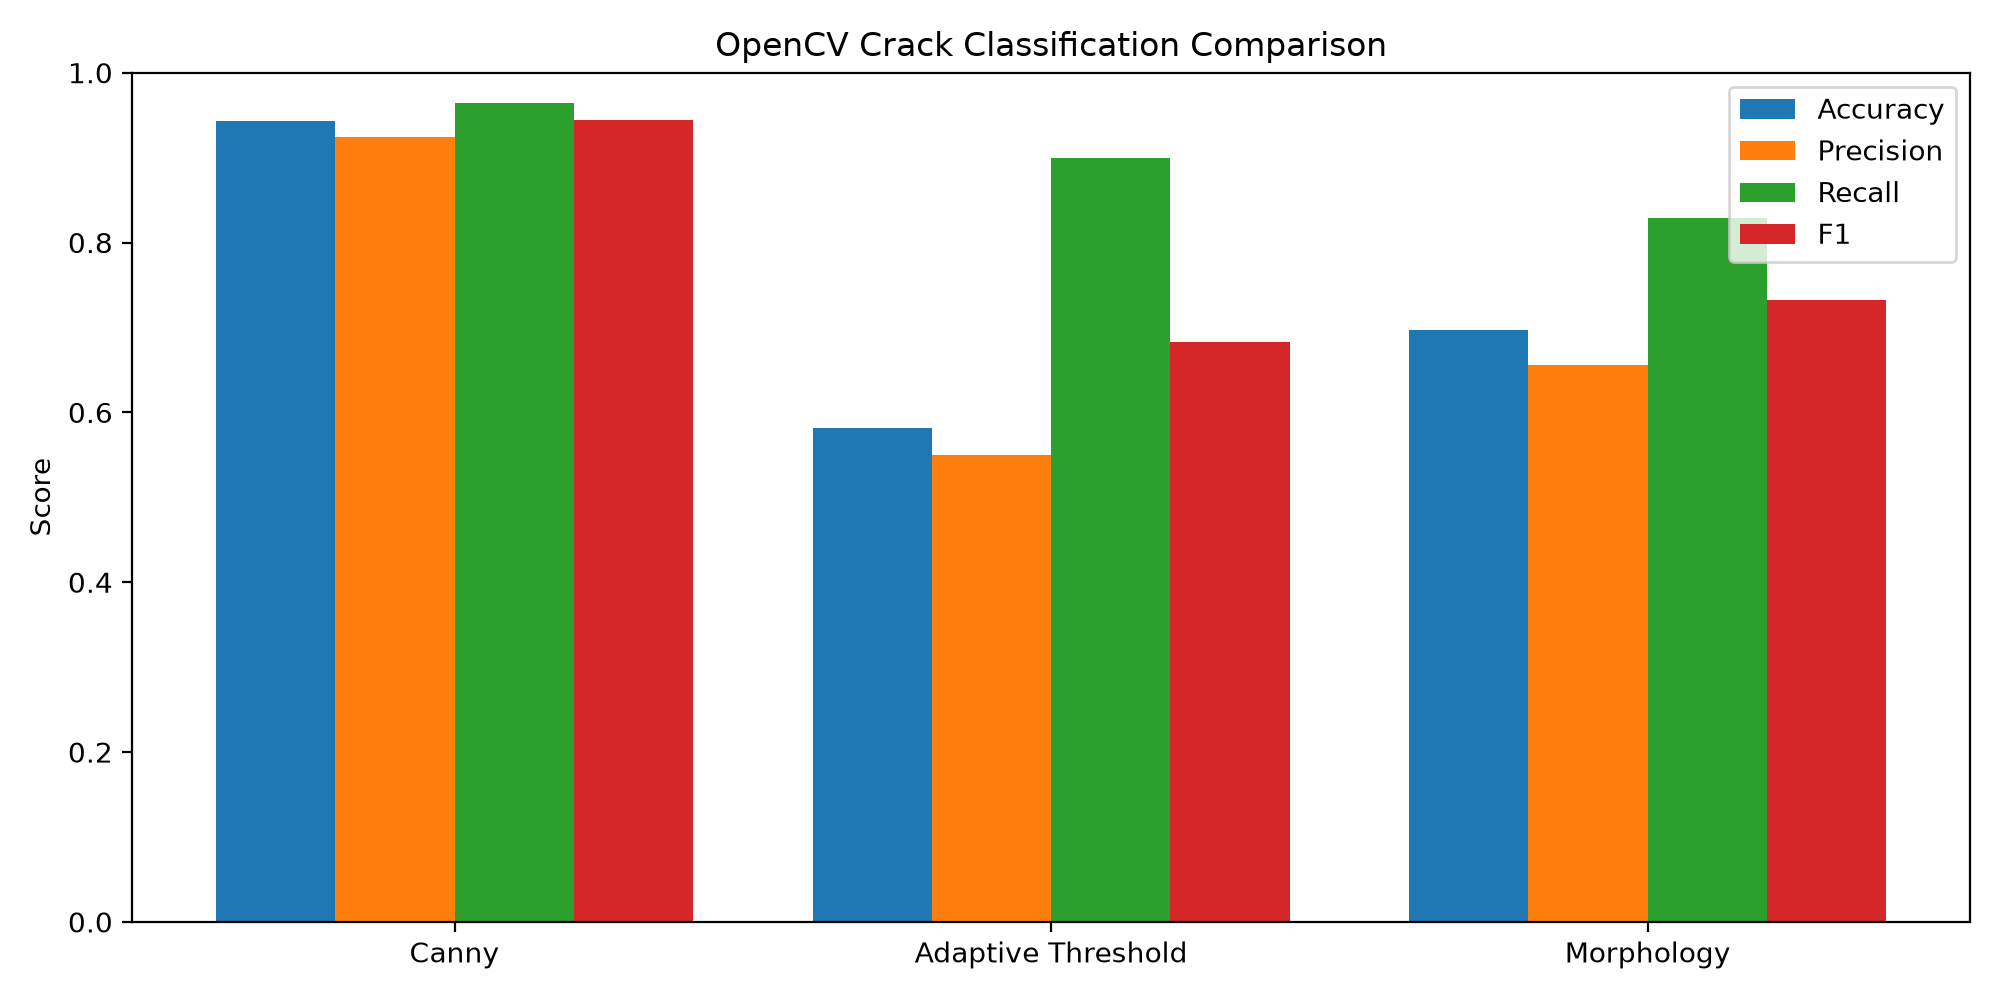 OpenCV Crack Classification Comparison
1.0
0.8
0.6
0.4
0.2
0.0
Score
Accuracy
Precision
Recall
F1
Canny
Adaptive Threshold
Morphology